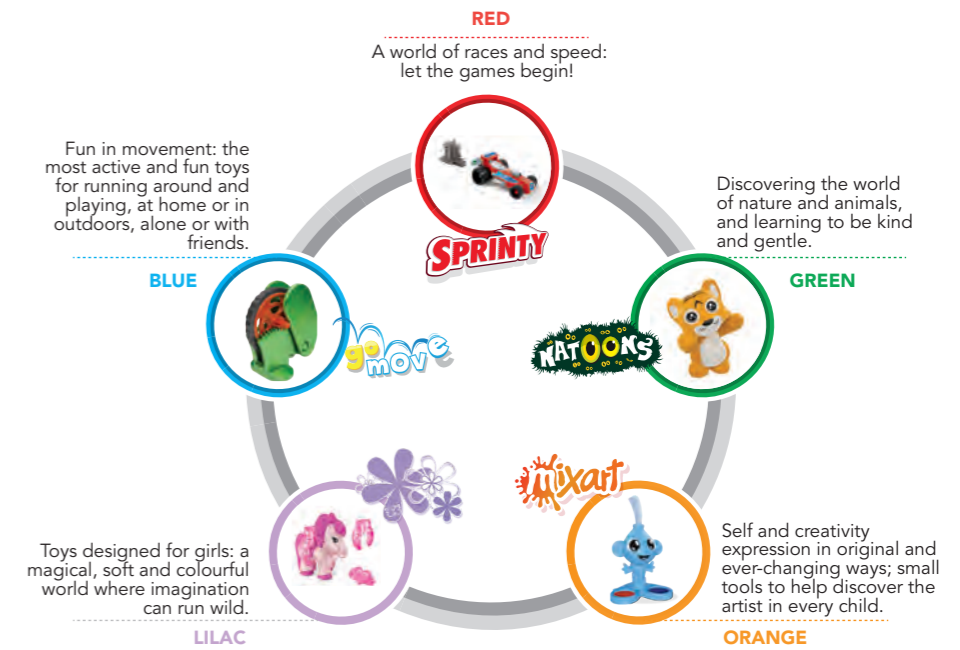 RED
A world of races and speed:
let the games begin!
SPRINTY
Fun in movement: the
most active and fun toys
for running around and
playing, at home or in
outdoors, alone or with
friends.
BLUE
go
move
Discovering the world
of nature and animals,
and learning to be kind
and gentle.
GREEN
NATOONS
Toys designed for girls: a
magical, soft and colourful
world where imagination
can run wild.
LILAC
mixart
Self and creativity
expression in original and
ever-changing ways; small
tools to help discover the
artist in every child.
ORANGE